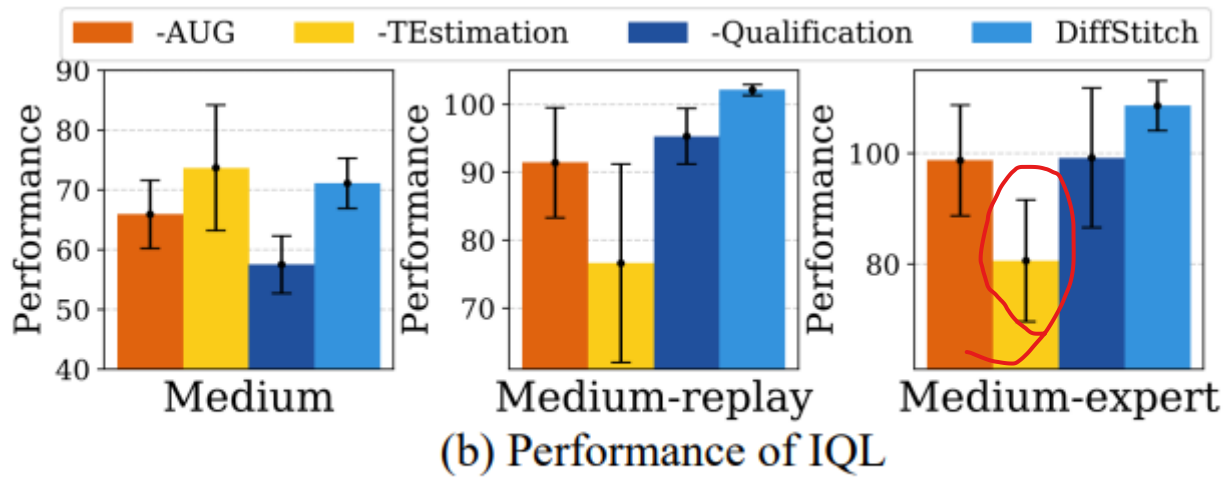 -AUG -TEstimation -Qualification DiffStitch
Performance
90
80
70
60
50
40
Medium
Performance
100
90
80
70
Medium-replay
Performance
100
80
Medium-expert
(b) Performance of IQL